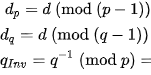 d_p = d (mod (p − 1))
d_q = d (mod (q − 1))
q_{Inv} = q^{−1} (mod p) =